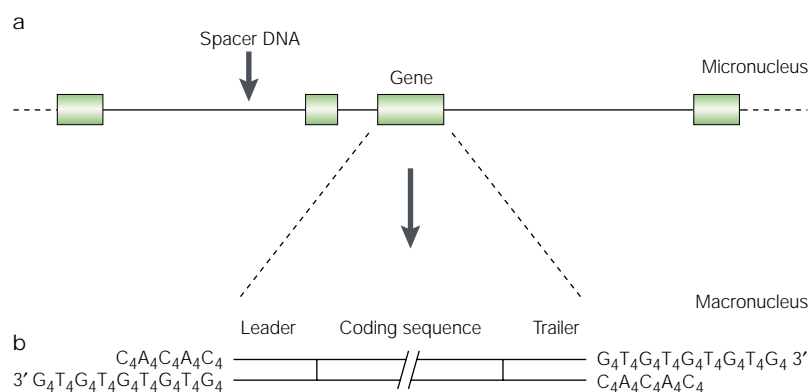 a
Spacer DNA
Gene
Micronucleus
Macronucleus
Leader Coding sequence Trailer
b
C₄A₄C₄A₄C₄ G₄T₄G₄T₄G₄T₄G₄T₄G₄ 3′
3′ G₄T₄G₄T₄G₄T₄G₄T₄G₄ C₄A₄C₄A₄C₄